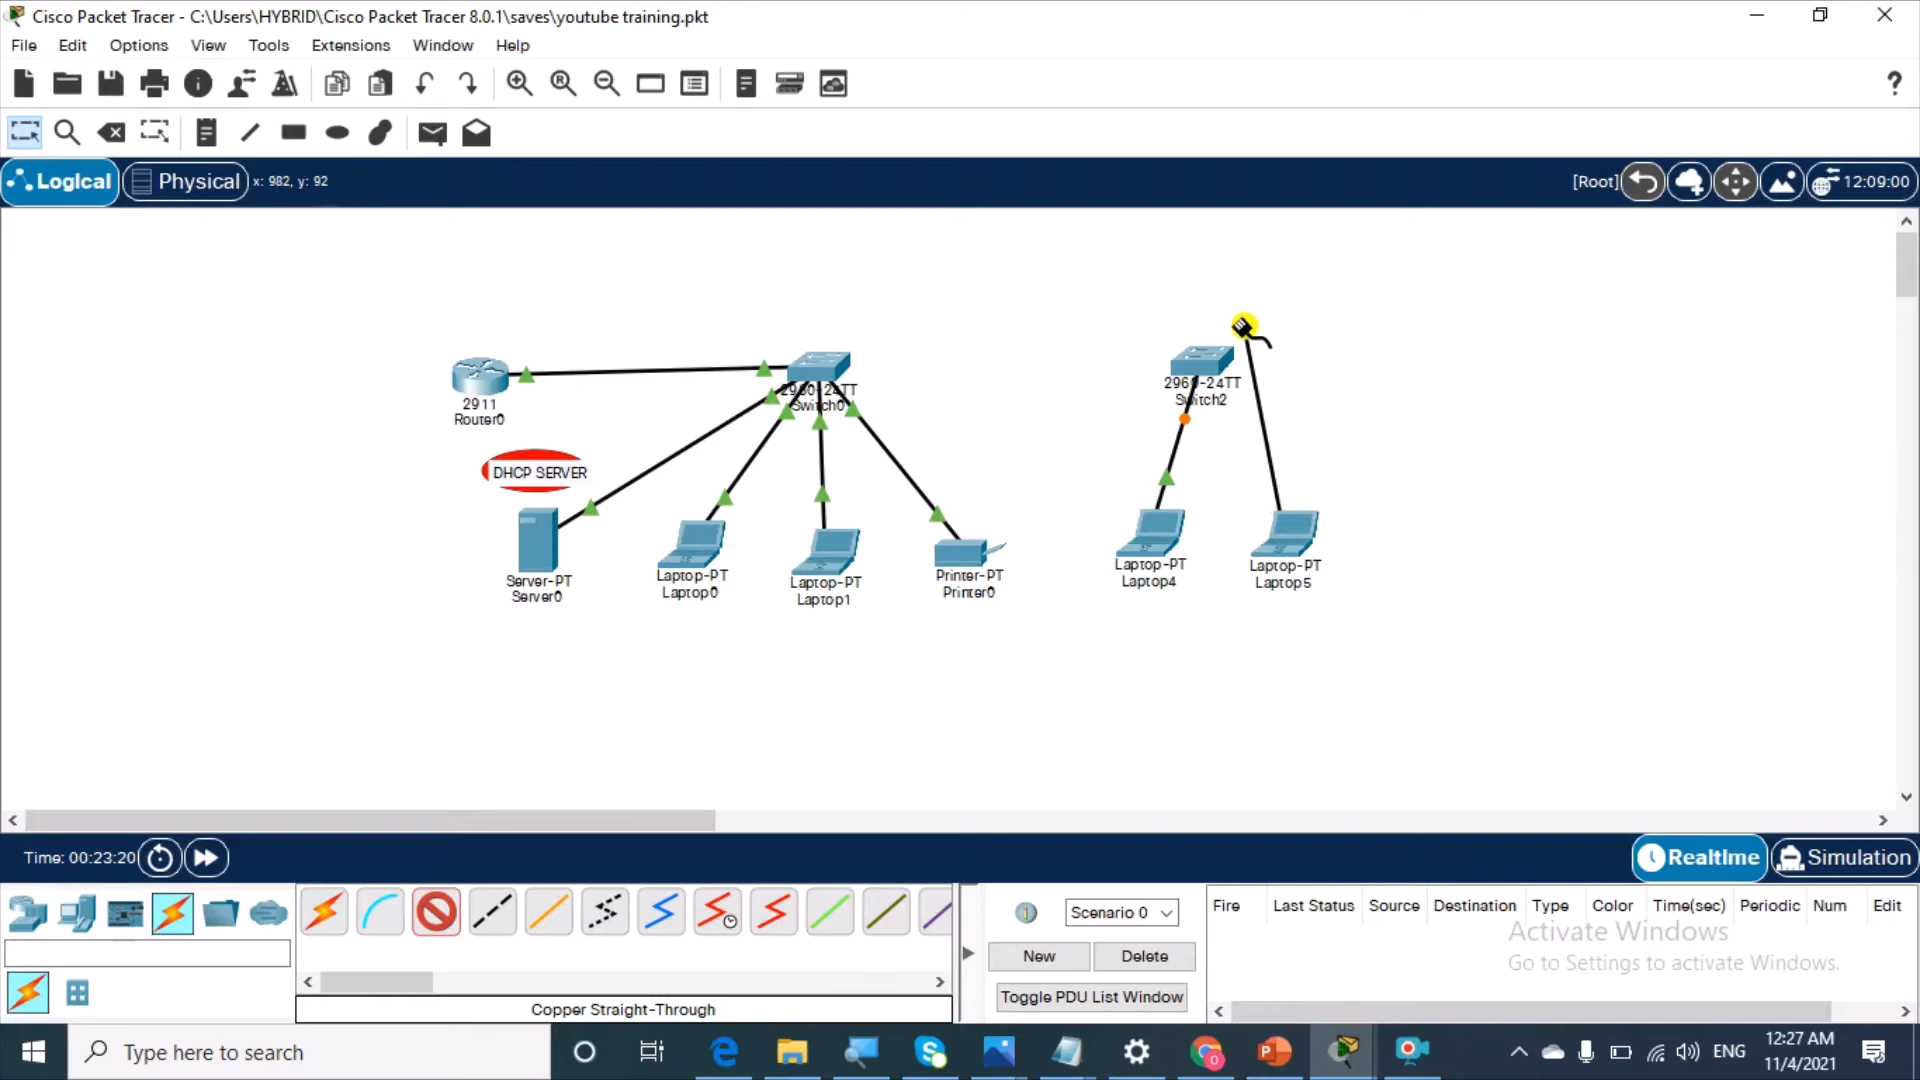 Cisco Packet Tracer - C:\Users\HYBRID\Cisco Packet Tracer 8.0.1\saves\youtube training.pkt
File Edit Options View Tools Extensions Window Help
Logical Physical x: 982, y: 92 [Root] 12:09:00
2911
Router0
2960-24TT
Switch0
2960-24TT
Switch2
DHCP SERVER
Server-PT
Server0
Laptop-PT
Laptop0
Laptop-PT
Laptop1
Printer-PT
Printer0
Laptop-PT
Laptop4
Laptop-PT
Laptop5
Time: 00:23:20 Realtime Simulation
Scenario 0
New Delete
Toggle PDU List Window
Fire Last Status Source Destination Type Color Time(sec) Periodic Num Edit
Activate Windows
Go to Settings to activate Windows.
Copper Straight-Through
Type here to search
ENG
12:27 AM
11/4/2021